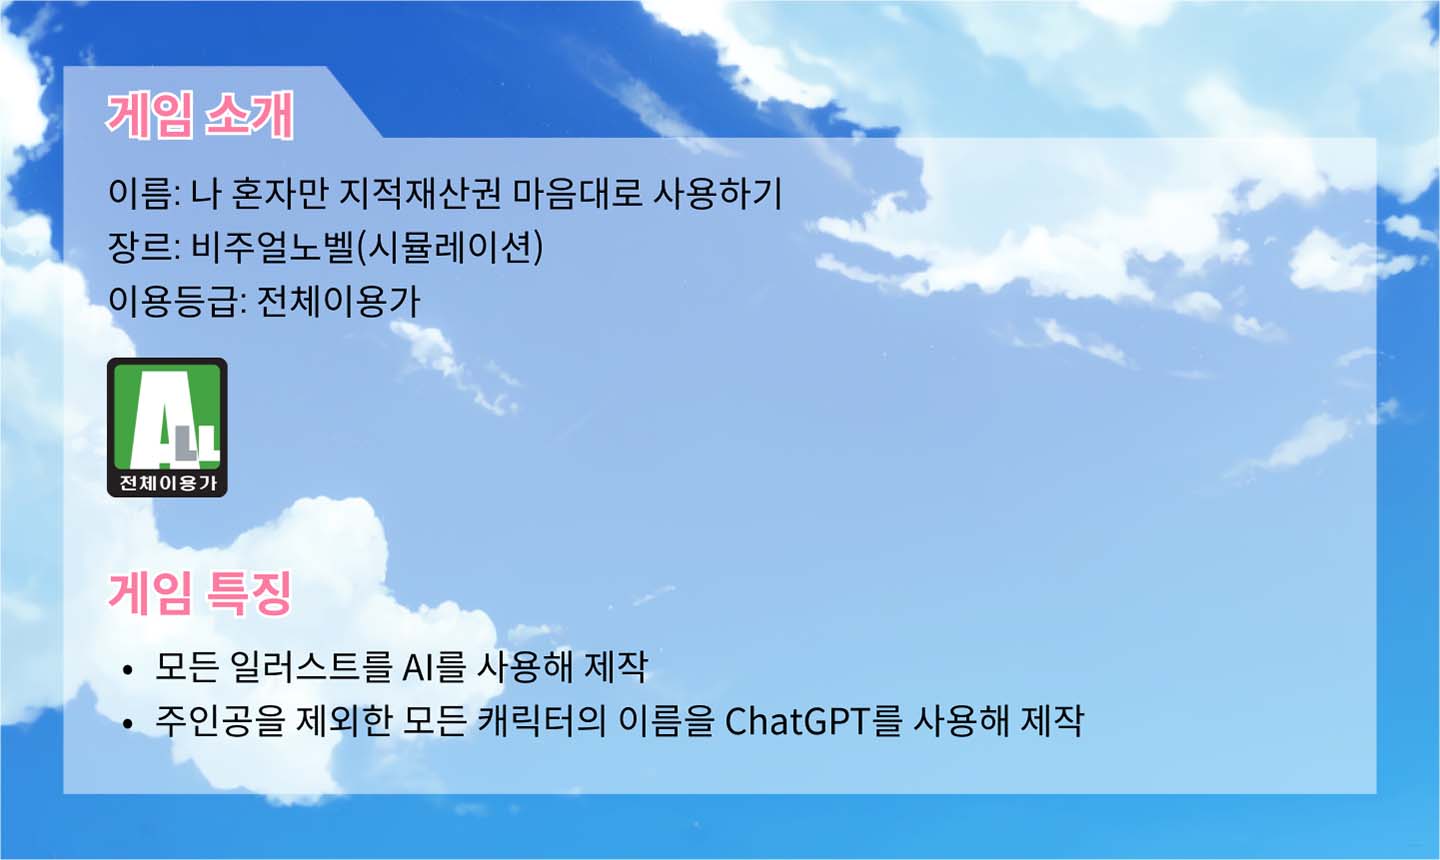 게임 소개
이름: 나 혼자만 지적재산권 마음대로 사용하기
장르: 비주얼노벨(시뮬레이션)
이용등급: 전체이용가
ALL
전체이용가
게임 특징
• 모든 일러스트를 AI를 사용해 제작
• 주인공을 제외한 모든 캐릭터의 이름을 ChatGPT를 사용해 제작